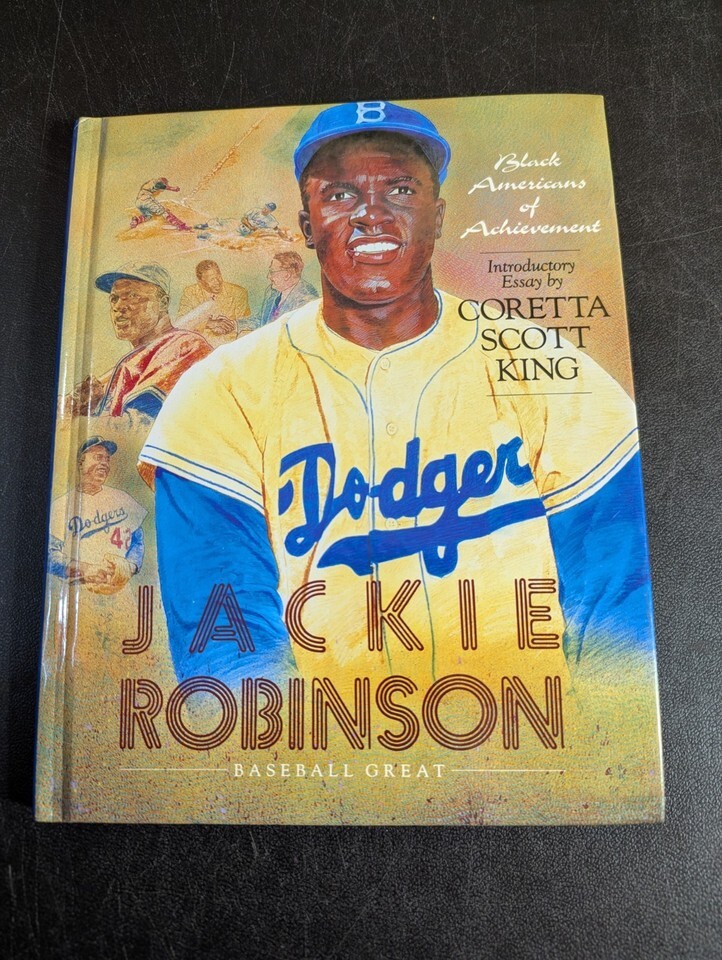 B
Black
Americans
of
Achievement
Introductory
Essay by
CORETTA
SCOTT
KING
Dodger
Dodgers
42
JACKIE
ROBINSON
BASEBALL GREAT